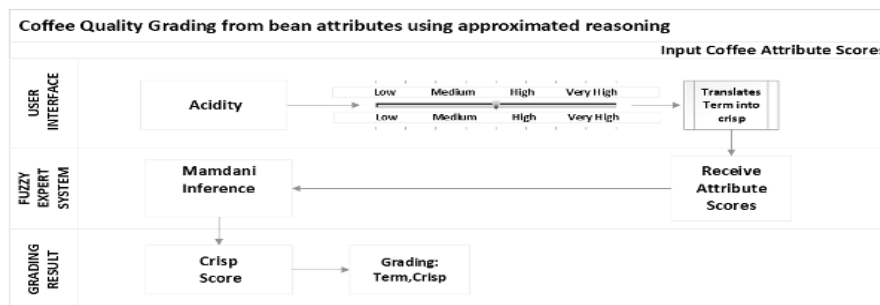 Coffee Quality Grading from bean attributes using approximated reasoning
Input Coffee Attribute Scores
USER
INTERFACE
Acidity
Low Medium High Very High
Low Medium High Very High
Translates
Term into
crisp
FUZZY
EXPERT
SYSTEM
Mamdani
Inference
Receive
Attribute
Scores
GRADING
RESULT
Crisp
Score
Grading:
Term,Crisp